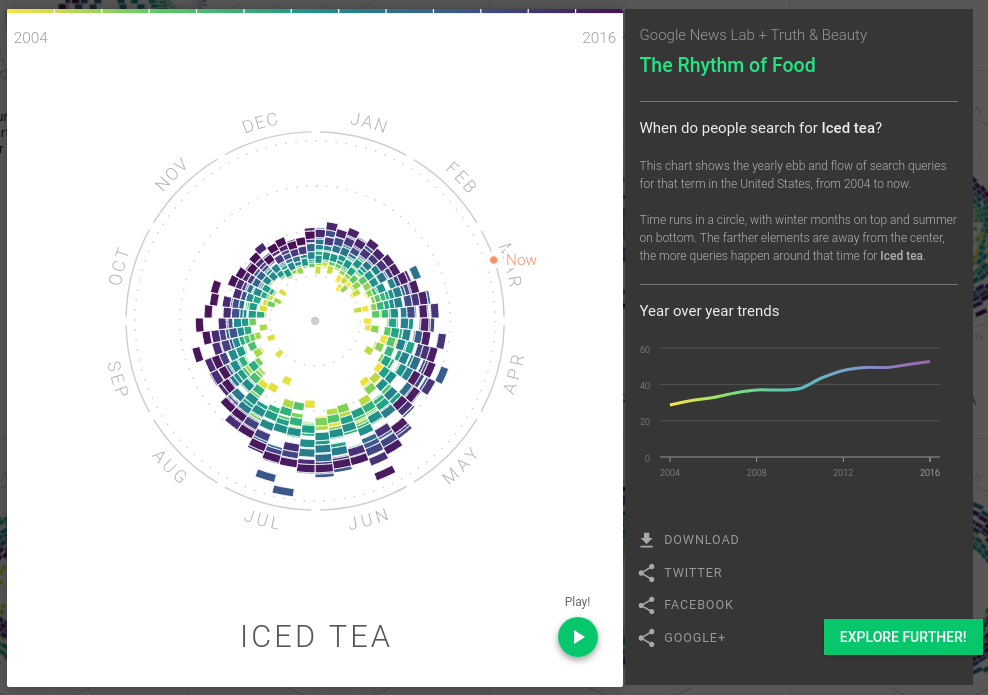 2004
2016
DEC
JAN
NOV
FEB
OCT
Now
SEP
APR
AUG
MAY
JUL
JUN
ICED TEA
Play!
Google News Lab + Truth & Beauty
The Rhythm of Food
When do people search for Iced tea?
This chart shows the yearly ebb and flow of search queries
for that term in the United States, from 2004 to now.
Time runs in a circle, with winter months on top and summer
on bottom. The farther elements are away from the center,
the more queries happen around that time for Iced tea.
Year over year trends
60
40
20
0
2004
2008
2012
2016
DOWNLOAD
TWITTER
FACEBOOK
GOOGLE+
EXPLORE FURTHER!